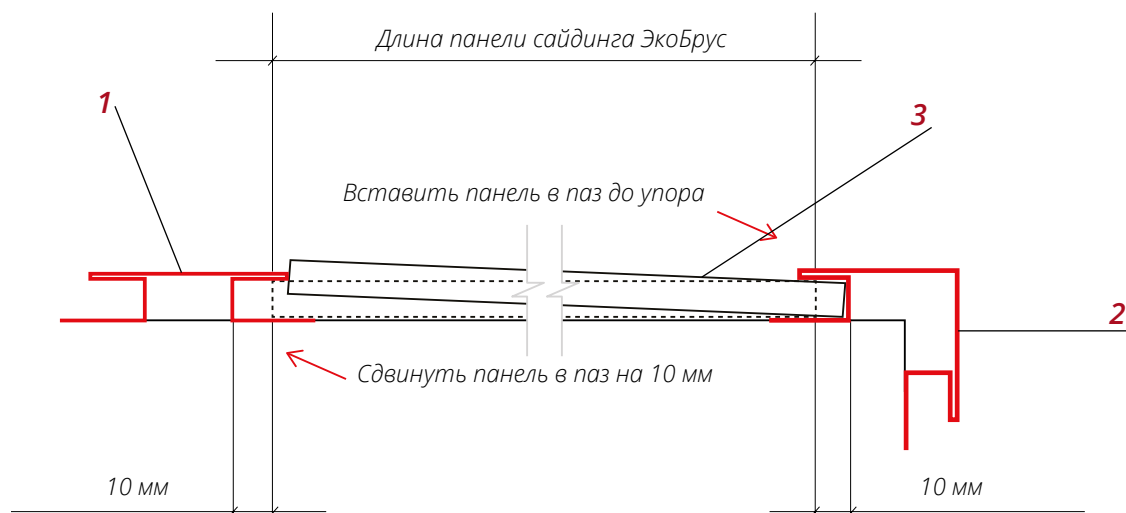 Длина панели сайдинга ЭкоБрус
1
3
Вставить панель в паз до упора
2
Сдвинуть панель в паз на 10 мм
10 мм
10 мм